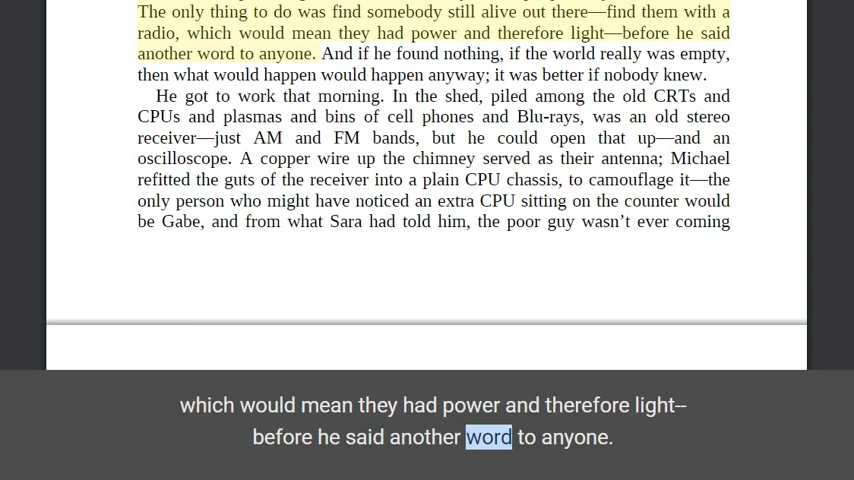 The only thing to do was find somebody still alive out there—find them with a
radio, which would mean they had power and therefore light—before he said
another word to anyone. And if he found nothing, if the world really was empty,
then what would happen would happen anyway; it was better if nobody knew.
He got to work that morning. In the shed, piled among the old CRTs and
CPUs and plasmas and bins of cell phones and Blu-rays, was an old stereo
receiver—just AM and FM bands, but he could open that up—and an
oscilloscope. A copper wire up the chimney served as their antenna; Michael
refitted the guts of the receiver into a plain CPU chassis, to camouflage it—the
only person who might have noticed an extra CPU sitting on the counter would
be Gabe, and from what Sara had told him, the poor guy wasn’t ever coming
which would mean they had power and therefore light--
before he said another word to anyone.